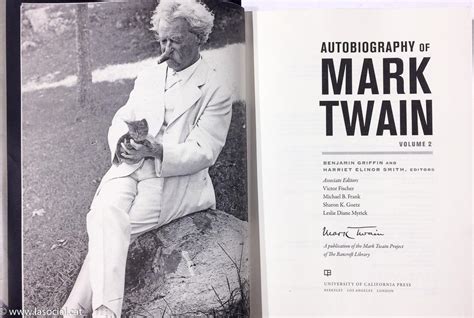 AUTOBIOGRAPHY OF
MARK
TWAIN
VOLUME 2
BENJAMIN GRIFFIN AND
HARRIET ELINOR SMITH, EDITORS
Associate Editors
Victor Fischer
Michael B. Frank
Sharon K. Goetz
Leslie Diane Myrick
Mark Twain
A publication of the Mark Twain Project
of The Bancroft Library
UNIVERSITY OF CALIFORNIA PRESS
BERKELEY LOS ANGELES LONDON
© www.lasocial.cat